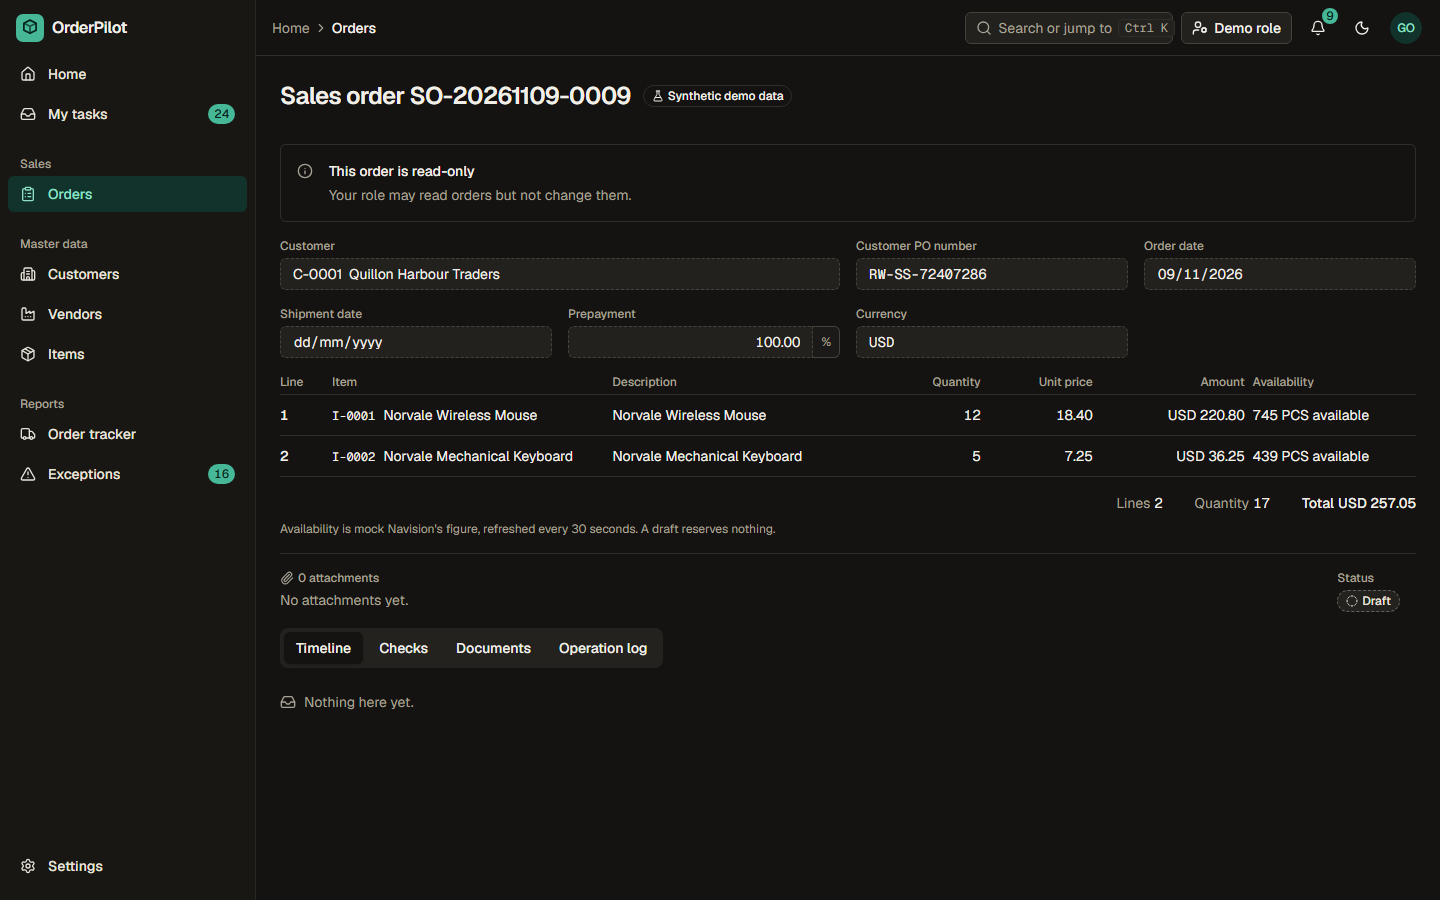 OrderPilot
Home > Orders
Search or jump to Ctrl K
Demo role
9
GO
Home
My tasks 24
Sales
Orders
Master data
Customers
Vendors
Items
Reports
Order tracker
Exceptions 16
Settings
Sales order SO-20261109-0009
Synthetic demo data
This order is read-only
Your role may read orders but not change them.
Customer Customer PO number Order date
C-0001 Quillon Harbour Traders RW-SS-72407286 09/11/2026
Shipment date Prepayment Currency
dd/mm/yyyy 100.00 % USD
Line Item Description Quantity Unit price Amount Availability
1 I-0001 Norvale Wireless Mouse Norvale Wireless Mouse 12 18.40 USD 220.80 745 PCS available
2 I-0002 Norvale Mechanical Keyboard Norvale Mechanical Keyboard 5 7.25 USD 36.25 439 PCS available
Lines 2 Quantity 17 Total USD 257.05
Availability is mock Navision's figure, refreshed every 30 seconds. A draft reserves nothing.
0 attachments Status
No attachments yet. Draft
Timeline Checks Documents Operation log
Nothing here yet.